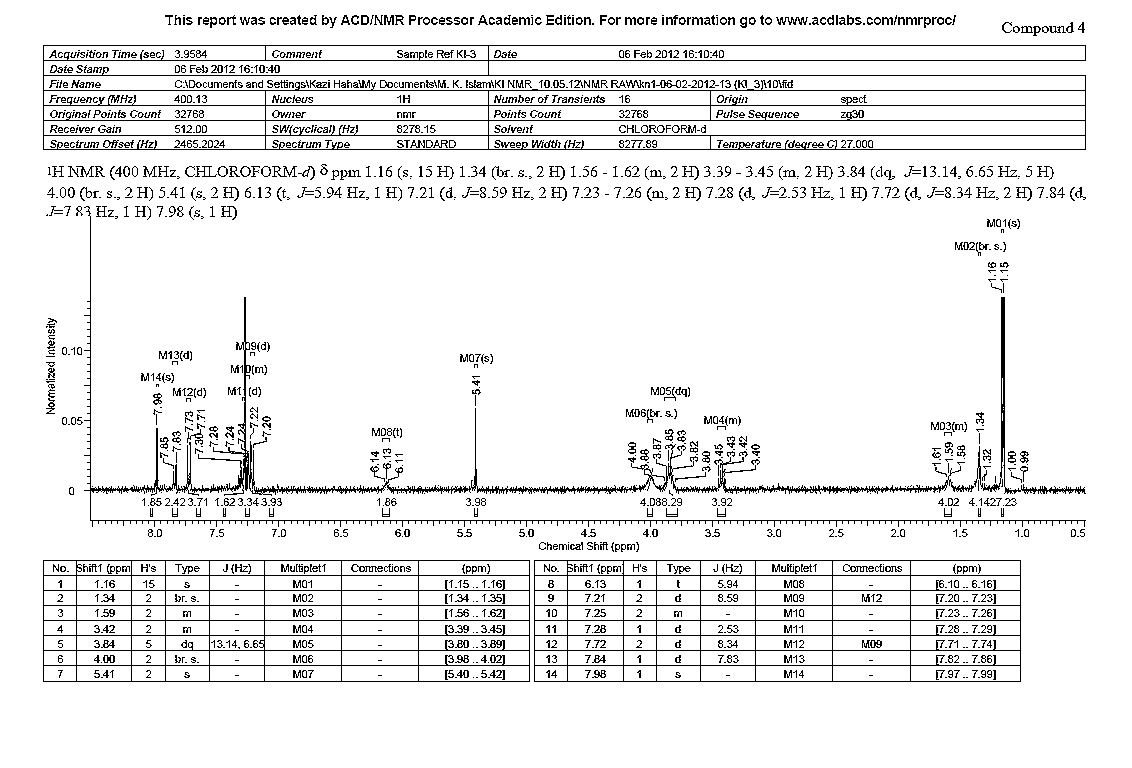 This report was created by ACD/NMR Processor Academic Edition. For more information go to www.acdlabs.com/nmrproc/
Compound 4
Acquisition Time (sec) 3.9584 Comment Sample Ref KI-3 Date 06 Feb 2012 16:10:40
Date Stamp 06 Feb 2012 16:10:40
File Name C:\Documents and Settings\Kazi Haha\My Documents\M. K. Islam\KI NMR_10.05.12\NMR RAW\kn1-06-02-2012-13 (KI_3)\10\fid
Frequency (MHz) 400.13 Nucleus 1H Number of Transients 16 Origin spect
Original Points Count 32768 Owner nmr Points Count 32768 Pulse Sequence zg30
Receiver Gain 512.00 SW(cyclical) (Hz) 8278.15 Solvent CHLOROFORM-d
Spectrum Offset (Hz) 2465.2024 Spectrum Type STANDARD Sweep Width (Hz) 8277.89 Temperature (degree C) 27.000
1H NMR (400 MHz, CHLOROFORM-d) δ ppm 1.16 (s, 15 H) 1.34 (br. s., 2 H) 1.56 - 1.62 (m, 2 H) 3.39 - 3.45 (m, 2 H) 3.84 (dq, J=13.14, 6.65 Hz, 5 H)
4.00 (br. s., 2 H) 5.41 (s, 2 H) 6.13 (t, J=5.94 Hz, 1 H) 7.21 (d, J=8.59 Hz, 2 H) 7.23 - 7.26 (m, 2 H) 7.28 (d, J=2.53 Hz, 1 H) 7.72 (d, J=8.34 Hz, 2 H) 7.84 (d,
J=7.83 Hz, 1 H) 7.98 (s, 1 H)
M01(s)
M02(br. s.)
1.16 1.15
M09(d)
M13(d)
M07(s)
M10(m)
M14(s)
M12(d)
M11(d)
M05(dq)
M06(br. s.)
M04(m)
M03(m)
M08(t)
Normalized Intensity
0.10
0.05
0
7.98 7.85 7.83 7.73 7.71 7.30 7.28 7.24 7.24 7.22 7.20 6.14 6.13 6.11 5.41 4.00 3.88 3.87 3.85 3.83 3.82 3.80 3.45 3.43 3.42 3.40 1.61 1.59 1.58 1.34 1.32 1.00 0.99
1.85 2.42 3.71 1.62 3.34 3.93 1.86 3.98 4.08 8.29 3.92 4.02 4.14 27.23
8.0 7.5 7.0 6.5 6.0 5.5 5.0 4.5 4.0 3.5 3.0 2.5 2.0 1.5 1.0 0.5
Chemical Shift (ppm)
No. Shift1 (ppm) H's Type J (Hz) Multiplet1 Connections (ppm) No. Shift1 (ppm) H's Type J (Hz) Multiplet1 Connections (ppm)
1 1.16 15 s - M01 - [1.15 .. 1.16] 8 6.13 1 t 5.94 M08 - [6.10 .. 6.16]
2 1.34 2 br. s. - M02 - [1.34 .. 1.35] 9 7.21 2 d 8.59 M09 M12 [7.20 .. 7.23]
3 1.59 2 m - M03 - [1.56 .. 1.62] 10 7.25 2 m - M10 - [7.23 .. 7.26]
4 3.42 2 m - M04 - [3.39 .. 3.45] 11 7.28 1 d 2.53 M11 - [7.28 .. 7.29]
5 3.84 5 dq 13.14, 6.65 M05 - [3.80 .. 3.89] 12 7.72 2 d 8.34 M12 M09 [7.71 .. 7.74]
6 4.00 2 br. s. - M06 - [3.98 .. 4.02] 13 7.84 1 d 7.83 M13 - [7.82 .. 7.86]
7 5.41 2 s - M07 - [5.40 .. 5.42] 14 7.98 1 s - M14 - [7.97 .. 7.99]